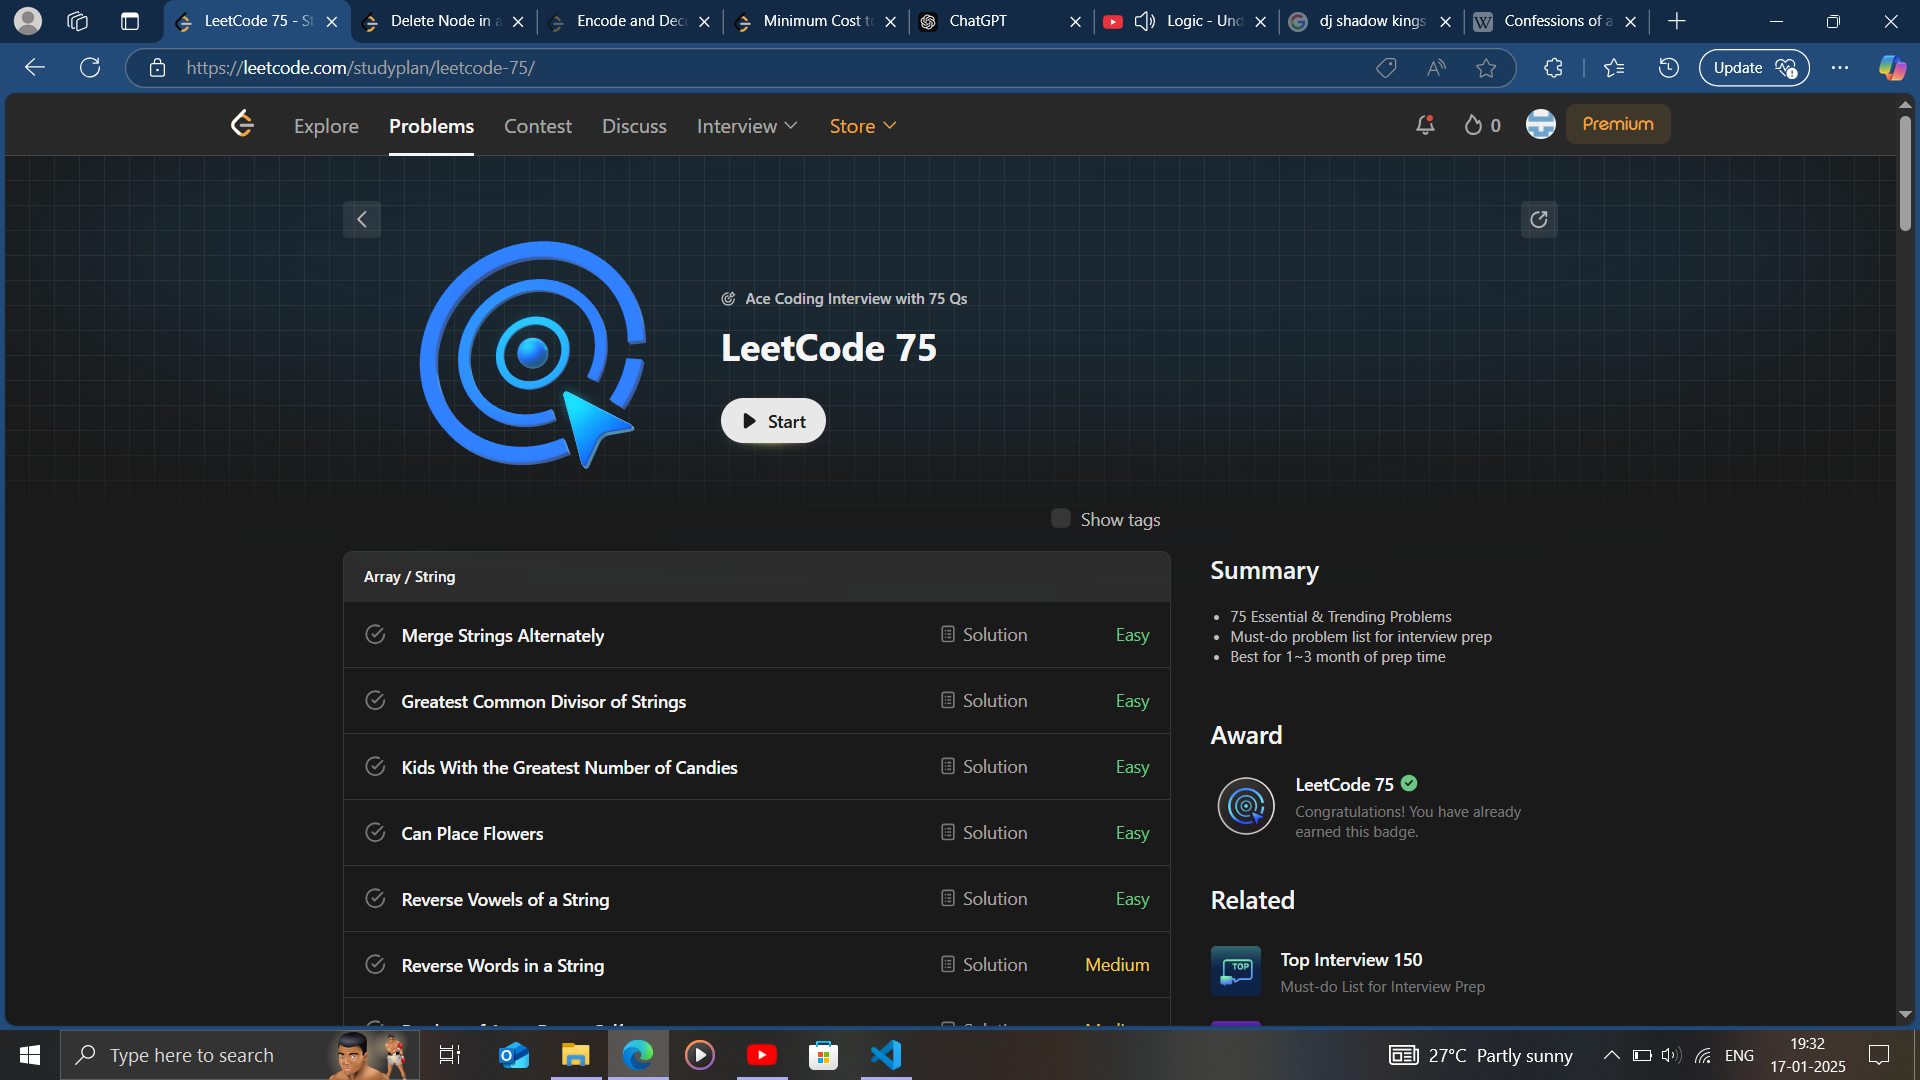 LeetCode 75 - St
Delete Node in a
Encode and Deco
Minimum Cost to
ChatGPT
Logic - Und
dj shadow kings
Confessions of a
https://leetcode.com/studyplan/leetcode-75/
Update
Explore
Problems
Contest
Discuss
Interview
Store
0
Premium
Ace Coding Interview with 75 Qs
LeetCode 75
Start
Show tags
Array / String
Merge Strings Alternately Solution Easy
Greatest Common Divisor of Strings Solution Easy
Kids With the Greatest Number of Candies Solution Easy
Can Place Flowers Solution Easy
Reverse Vowels of a String Solution Easy
Reverse Words in a String Solution Medium
Summary
75 Essential & Trending Problems
Must-do problem list for interview prep
Best for 1~3 month of prep time
Award
LeetCode 75
Congratulations! You have already
earned this badge.
Related
TOP
Top Interview 150
Must-do List for Interview Prep
Type here to search
27°C Partly sunny
ENG
19:32
17-01-2025